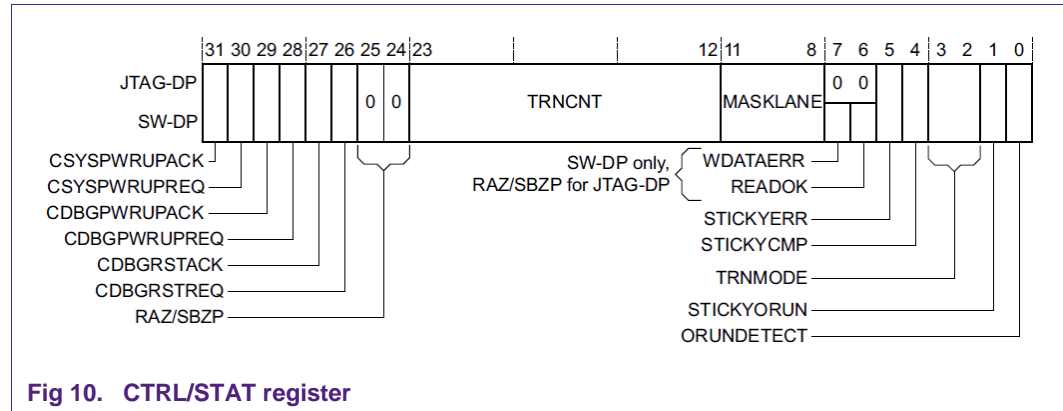 31 30 29 28 27 26 25 24 23 12 11 8 7 6 5 4 3 2 1 0
JTAG-DP
SW-DP
0 0
TRNCNT
MASKLANE
0 0
CSYSPWRUPACK
CSYSPWRUPREQ
CDBGPWRUPACK
CDBGPWRUPREQ
CDBGRSTACK
CDBGRSTREQ
RAZ/SBZP
SW-DP only,
RAZ/SBZP for JTAG-DP
WDATAERR
READOK
STICKYERR
STICKYCMP
TRNMODE
STICKYORUN
ORUNDETECT
Fig 10. CTRL/STAT register